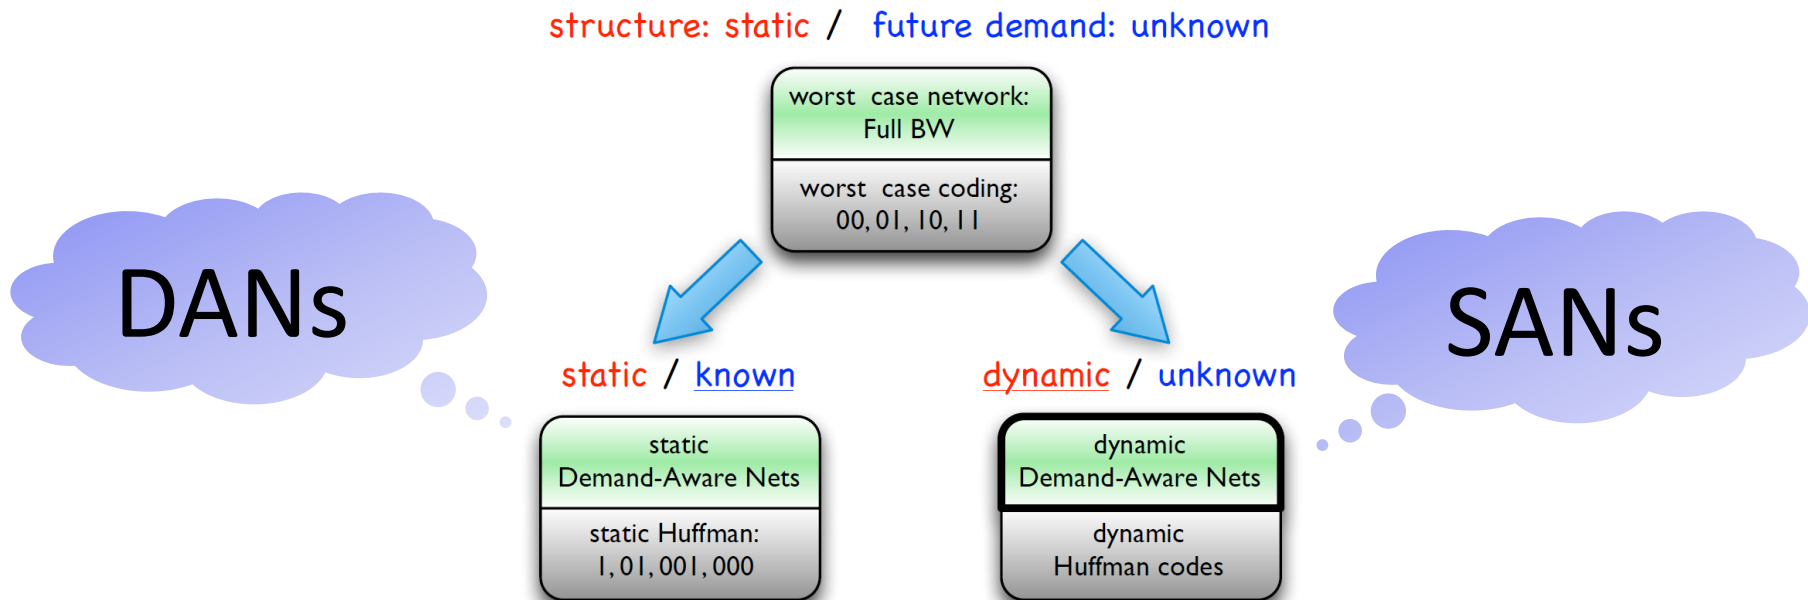 structure: static / future demand: unknown
worst case network:
Full BW
worst case coding:
00, 01, 10, 11
DANs
SANs
static / known
dynamic / unknown
static
Demand-Aware Nets
static Huffman:
1, 01, 001, 000
dynamic
Demand-Aware Nets
dynamic
Huffman codes